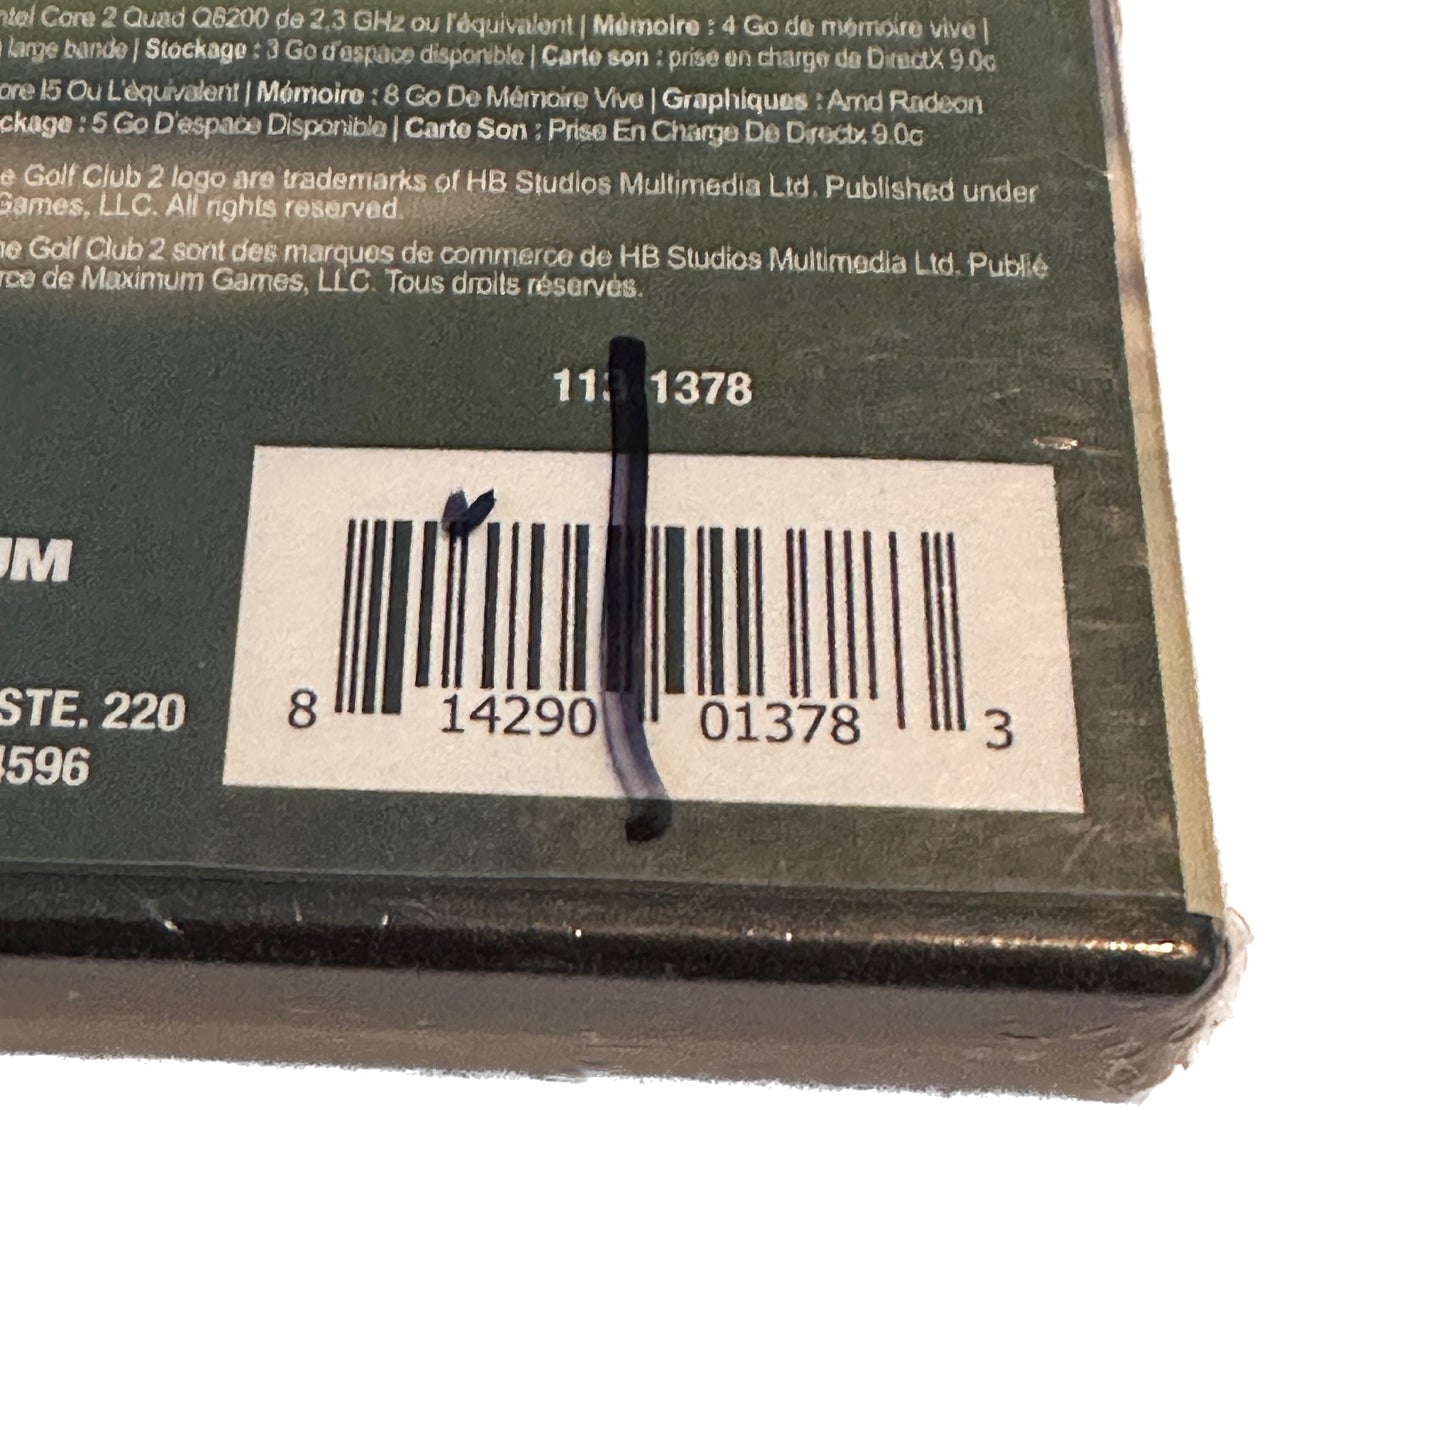 ntel Core 2 Quad Q8200 de 2,3 GHz ou l'équivalent | Mémoire : 4 Go de mémoire vive |
large bande | Stockage : 3 Go d'espace disponible | Carte son : prise en charge de DirectX 9.0c
ore I5 Ou L'équivalent | Mémoire : 8 Go De Mémoire Vive | Graphiques : Amd Radeon
ckage : 5 Go D'espace Disponible | Carte Son : Prise En Charge De Directx 9.0c
e Golf Club 2 logo are trademarks of HB Studios Multimedia Ltd. Published under
Games, LLC. All rights reserved.
he Golf Club 2 sont des marques de commerce de HB Studios Multimedia Ltd. Publié
rce de Maximum Games, LLC. Tous droits réservés.
113 1378
UM
STE. 220
4596
8 14290 01378 3